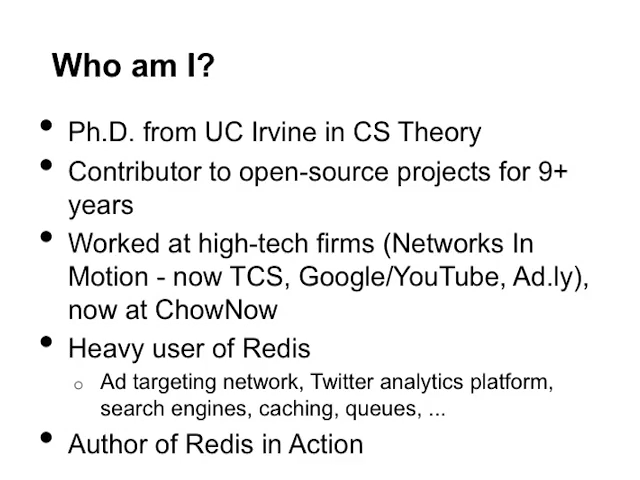 Who am I?
• Ph.D. from UC Irvine in CS Theory
• Contributor to open-source projects for 9+
years
• Worked at high-tech firms (Networks In
Motion - now TCS, Google/YouTube, Ad.ly),
now at ChowNow
• Heavy user of Redis
○ Ad targeting network, Twitter analytics platform,
search engines, caching, queues, ...
• Author of Redis in Action